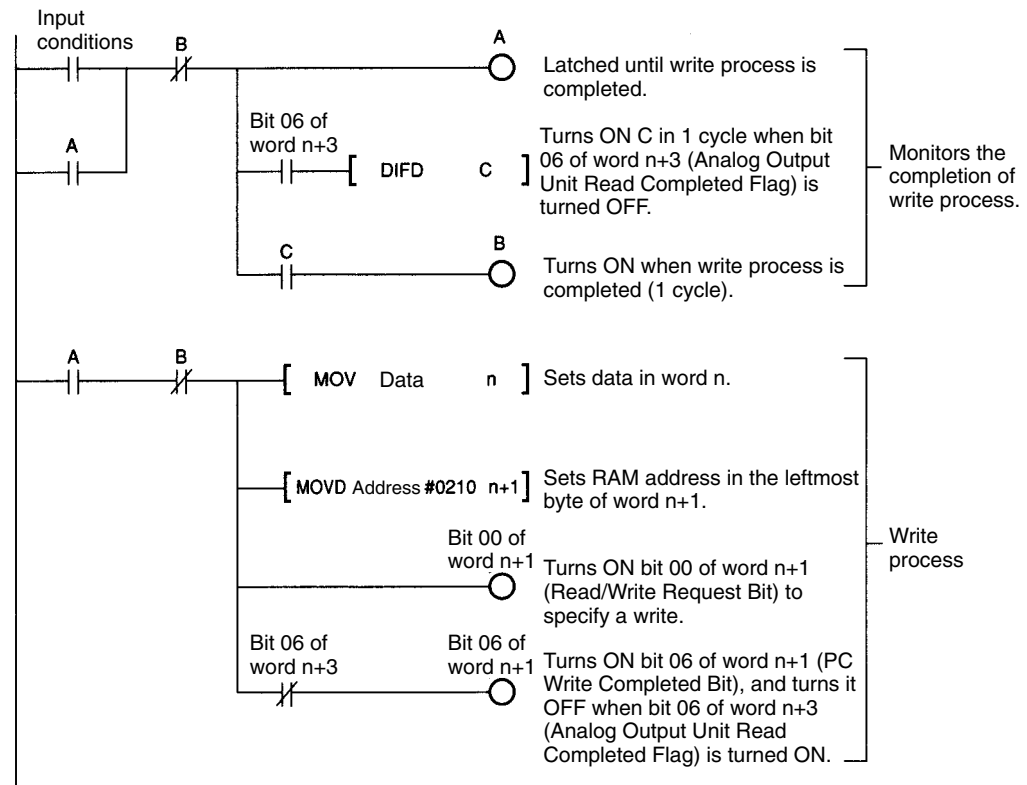 Input
conditions
B
A
Latched until write process is
completed.
A
Bit 06 of
word n+3
DIFD C
Turns ON C in 1 cycle when bit
06 of word n+3 (Analog Output
Unit Read Completed Flag) is
turned OFF.
Monitors the
completion of
write process.
C
B
Turns ON when write process is
completed (1 cycle).
A
B
MOV Data n
Sets data in word n.
MOVD Address #0210 n+1
Sets RAM address in the leftmost
byte of word n+1.
Bit 00 of
word n+1
Turns ON bit 00 of word n+1
(Read/Write Request Bit) to
specify a write.
Write
process
Bit 06 of
word n+3
Bit 06 of
word n+1
Turns ON bit 06 of word n+1 (PC
Write Completed Bit), and turns it
OFF when bit 06 of word n+3
(Analog Output Unit Read
Completed Flag) is turned ON.